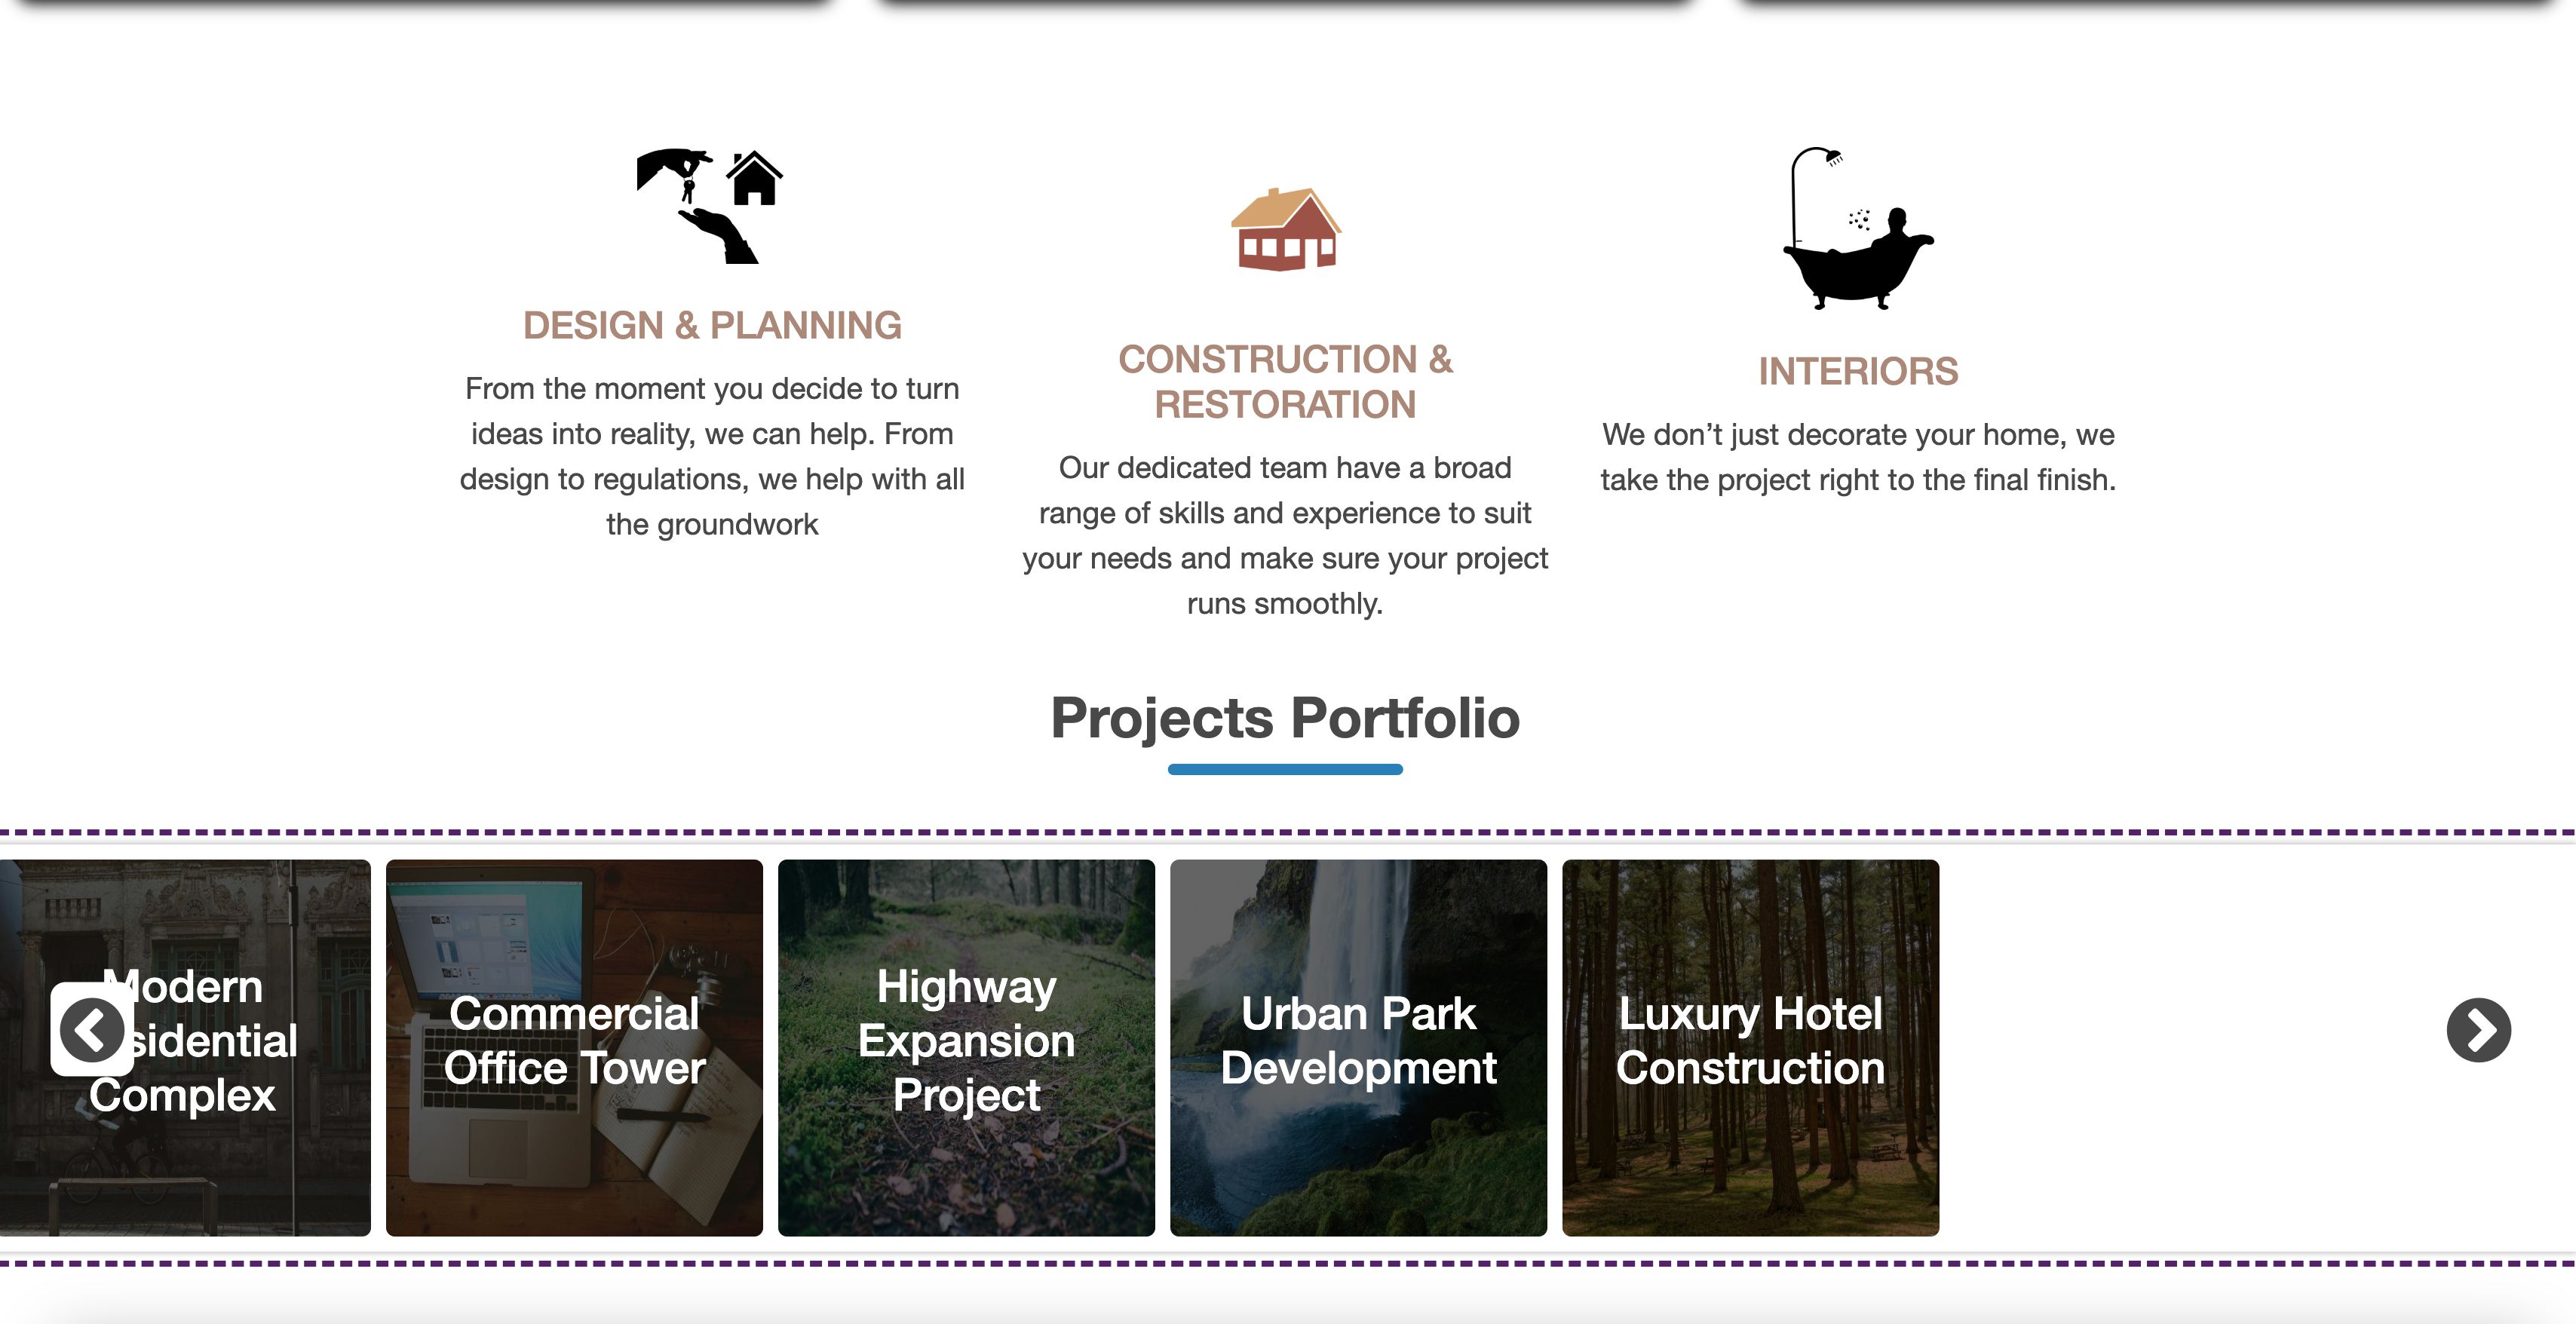 DESIGN & PLANNING
From the moment you decide to turn
ideas into reality, we can help. From
design to regulations, we help with all
the groundwork
CONSTRUCTION &
RESTORATION
Our dedicated team have a broad
range of skills and experience to suit
your needs and make sure your project
runs smoothly.
INTERIORS
We don’t just decorate your home, we
take the project right to the final finish.
Projects Portfolio
Modern
sidential
Complex
Commercial
Office Tower
Highway
Expansion
Project
Urban Park
Development
Luxury Hotel
Construction